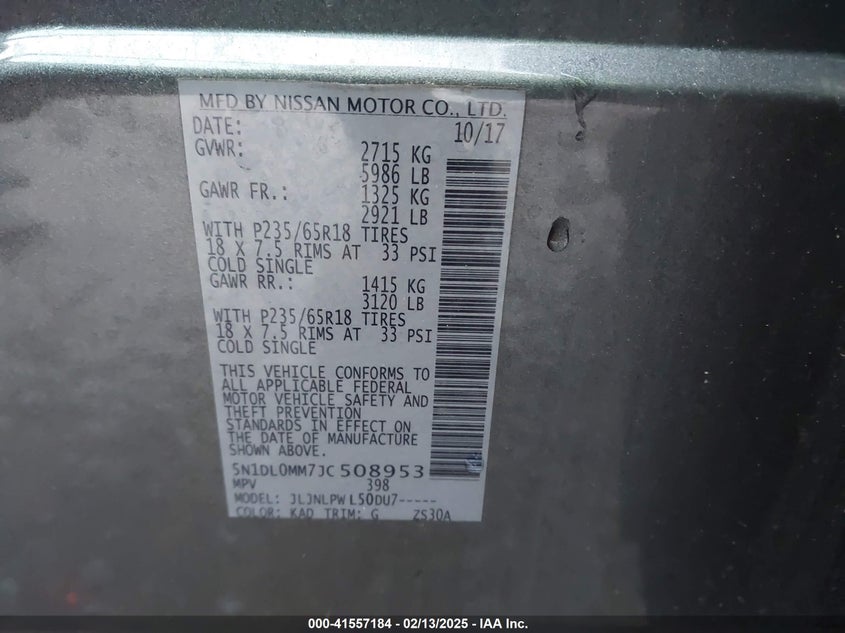 MFD BY NISSAN MOTOR CO., LTD.
DATE: 10/17
GVWR: 2715 KG
5986 LB
GAWR FR.: 1325 KG
2921 LB
WITH P235/65R18 TIRES
18 X 7.5 RIMS AT 33 PSI
COLD SINGLE
GAWR RR.: 1415 KG
3120 LB
WITH P235/65R18 TIRES
18 X 7.5 RIMS AT 33 PSI
COLD SINGLE
THIS VEHICLE CONFORMS TO
ALL APPLICABLE FEDERAL
MOTOR VEHICLE SAFETY AND
THEFT PREVENTION
STANDARDS IN EFFECT ON
THE DATE OF MANUFACTURE
SHOWN ABOVE.
5N1DL0MM7JC508953
MPV 398
MODEL: JLJNLPW L50DU7-----
COLOR: KAD TRIM: G ZS30A
000-41557184 - 02/13/2025 - IAA Inc.